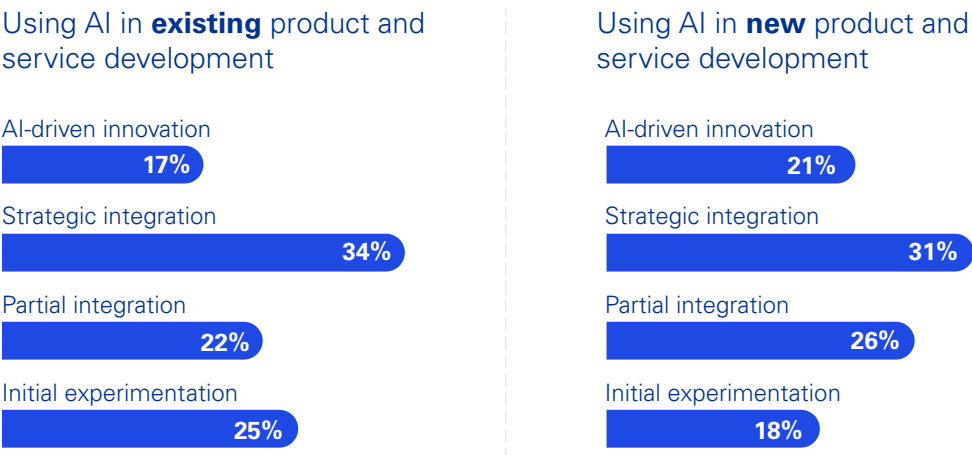 Using AI in existing product and
service development
AI-driven innovation
17%
Strategic integration
34%
Partial integration
22%
Initial experimentation
25%
Using AI in new product and
service development
AI-driven innovation
21%
Strategic integration
31%
Partial integration
26%
Initial experimentation
18%